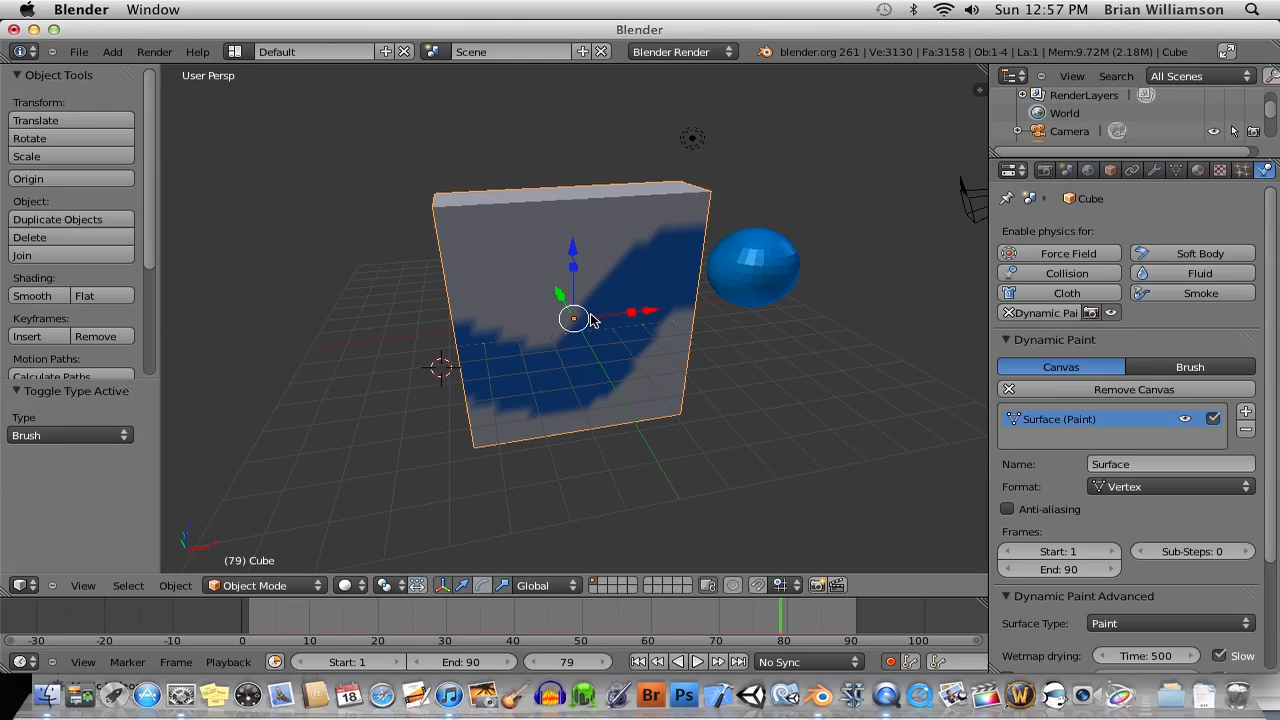 Blender Window Sun 12:57 PM Brian Williamson
Blender
File Add Render Help Default Scene Blender Render blender.org 261 | Ve:3130 | Fa:3158 | Ob:1-4 | La:1 | Mem:9.72M (2.18M) | Cube
Object Tools
Transform:
Translate
Rotate
Scale
Origin
Object:
Duplicate Objects
Delete
Join
Shading:
Smooth Flat
Keyframes:
Insert Remove
Motion Paths:
Calculate Paths
Toggle Type Active
Type
Brush
User Persp
(79) Cube
View Select Object Object Mode Global
-30 -20 -10 0 10 20 30 40 50 60 70 80 90 100
View Marker Frame Playback Start: 1 End: 90 79 No Sync
View Search All Scenes
RenderLayers
World
Camera
Cube
Enable physics for:
Force Field Soft Body
Collision Fluid
Cloth Smoke
Dynamic Pai
Dynamic Paint
Canvas Brush
Remove Canvas
Surface (Paint)
Name: Surface
Format: Vertex
Anti-aliasing
Frames:
Start: 1 Sub-Steps: 0
End: 90
Dynamic Paint Advanced
Surface Type: Paint
Wetmap drying: Time: 500 Slow
18 Br Ps W